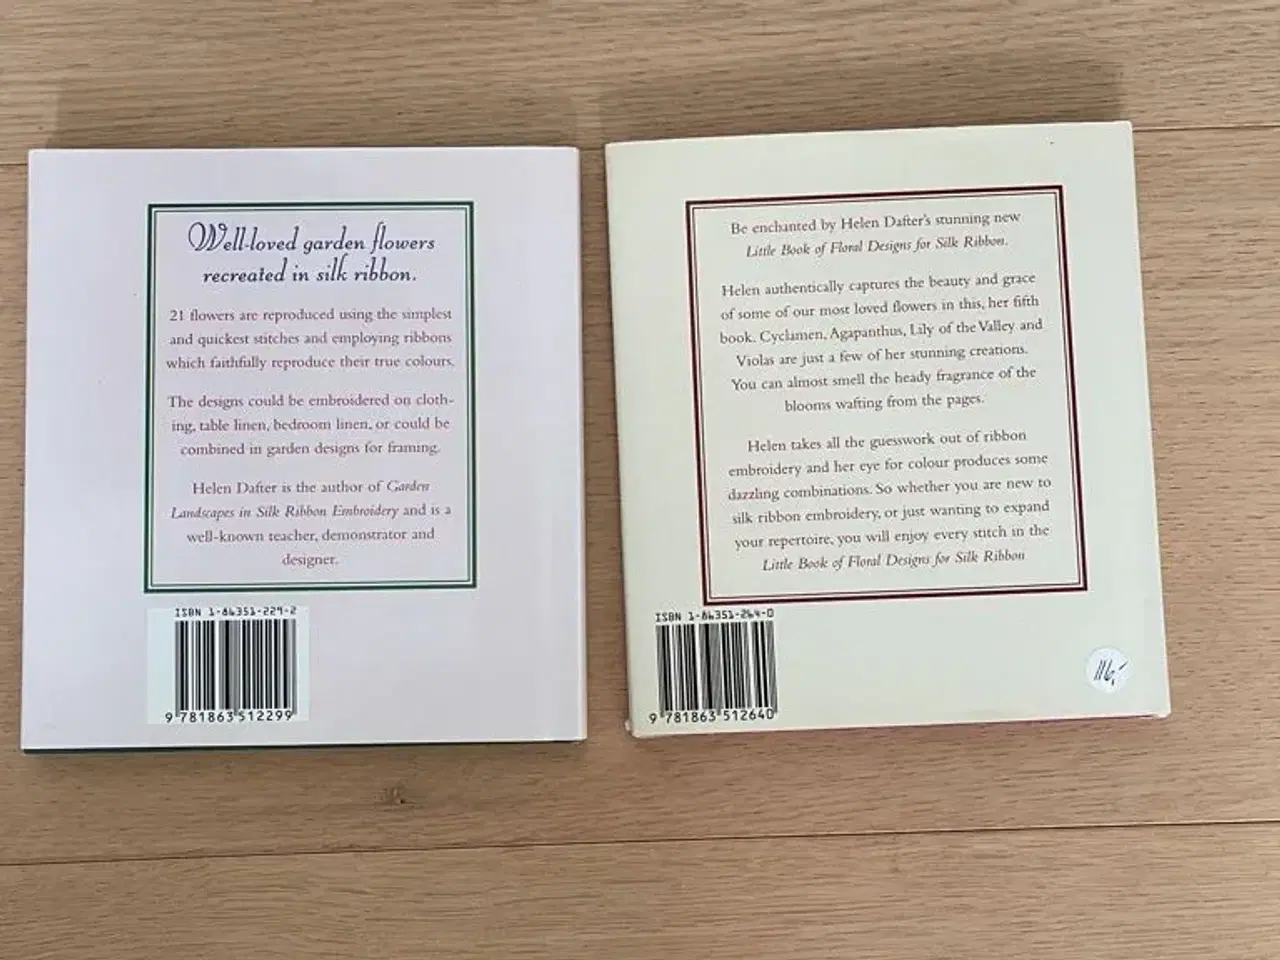 Well-loved garden flowers
recreated in silk ribbon.
21 flowers are reproduced using the simplest
and quickest stitches and employing ribbons
which faithfully reproduce their true colours.
The designs could be embroidered on cloth-
ing, table linen, bedroom linen, or could be
combined in garden designs for framing.
Helen Dafter is the author of Garden
Landscapes in Silk Ribbon Embroidery and is a
well-known teacher, demonstrator and
designer.
ISBN 1-86351-229-2
9 781863 512299
Be enchanted by Helen Dafter's stunning new
Little Book of Floral Designs for Silk Ribbon.
Helen authentically captures the beauty and grace
of some of our most loved flowers in this, her fifth
book. Cyclamen, Agapanthus, Lily of the Valley and
Violas are just a few of her stunning creations.
You can almost smell the heady fragrance of the
blooms wafting from the pages.
Helen takes all the guesswork out of ribbon
embroidery and her eye for colour produces some
dazzling combinations. So whether you are new to
silk ribbon embroidery, or just wanting to expand
your repertoire, you will enjoy every stitch in the
Little Book of Floral Designs for Silk Ribbon
ISBN 1-86351-264-0
9 781863 512640
116,-